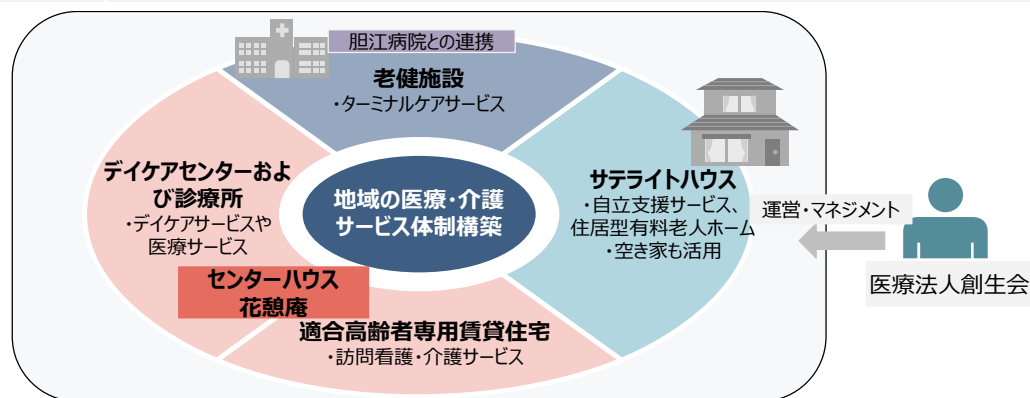 胆江病院との連携
老健施設
・ターミナルケアサービス
デイケアセンターおよ
び診療所
・デイケアサービスや
医療サービス
地域の医療・介護
サービス体制構築
サテライトハウス
・自立支援サービス、
住居型有料老人ホーム
・空き家も活用
運営・マネジメント
医療法人創生会
センターハウス
花憩庵
適合高齢者専用賃貸住宅
・訪問看護・介護サービス